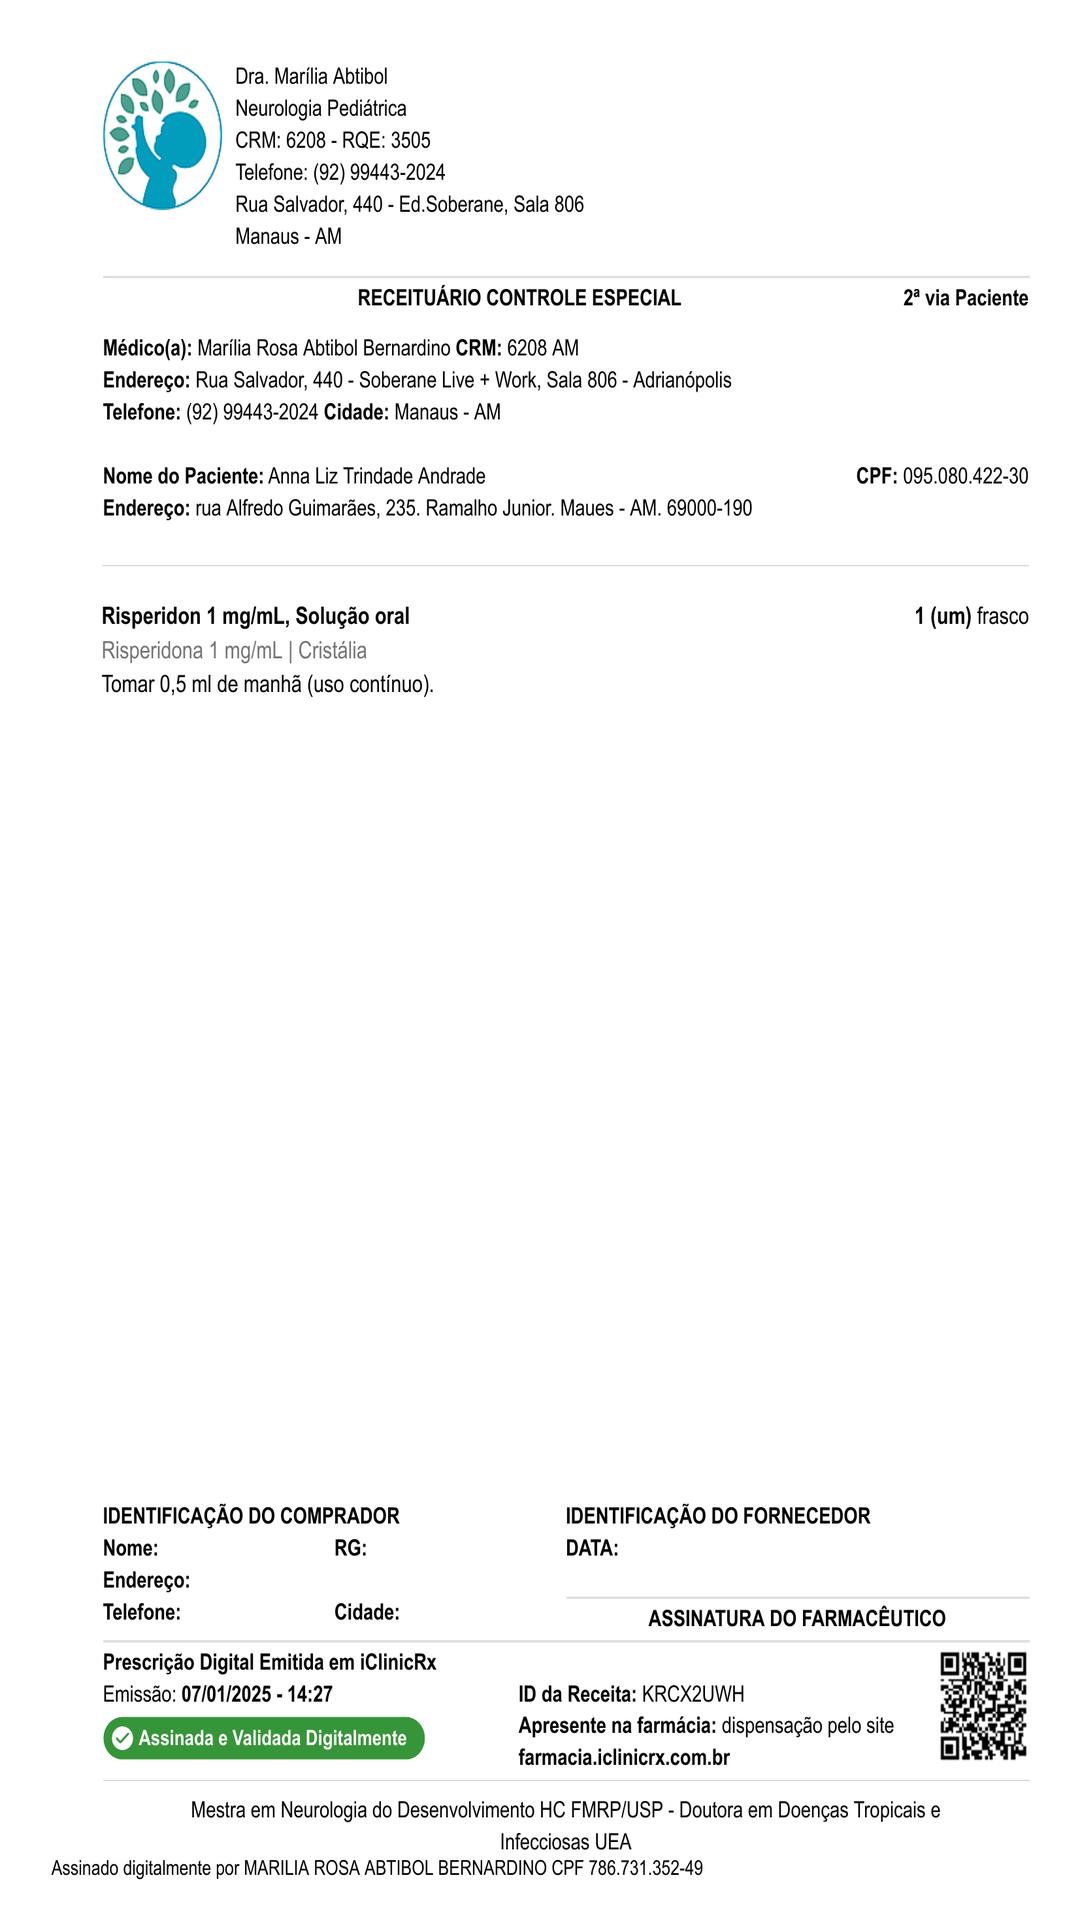 Dra. Marília Abtibol
Neurologia Pediátrica
CRM: 6208 - RQE: 3505
Telefone: (92) 99443-2024
Rua Salvador, 440 - Ed.Soberane, Sala 806
Manaus - AM
RECEITUÁRIO CONTROLE ESPECIAL 2ª via Paciente
Médico(a): Marília Rosa Abtibol Bernardino CRM: 6208 AM
Endereço: Rua Salvador, 440 - Soberane Live + Work, Sala 806 - Adrianópolis
Telefone: (92) 99443-2024 Cidade: Manaus - AM
Nome do Paciente: Anna Liz Trindade Andrade CPF: 095.080.422-30
Endereço: rua Alfredo Guimarães, 235. Ramalho Junior. Maues - AM. 69000-190
Risperidon 1 mg/mL, Solução oral 1 (um) frasco
Risperidona 1 mg/mL | Cristália
Tomar 0,5 ml de manhã (uso contínuo).
IDENTIFICAÇÃO DO COMPRADOR IDENTIFICAÇÃO DO FORNECEDOR
Nome: RG: DATA:
Endereço:
Telefone: Cidade:
ASSINATURA DO FARMACÊUTICO
Prescrição Digital Emitida em iClinicRx
Emissão: 07/01/2025 - 14:27 ID da Receita: KRCX2UWH
Assinada e Validada Digitalmente Apresente na farmácia: dispensação pelo site
farmacia.iclinicrx.com.br
Mestra em Neurologia do Desenvolvimento HC FMRP/USP - Doutora em Doenças Tropicais e
Infecciosas UEA
Assinado digitalmente por MARILIA ROSA ABTIBOL BERNARDINO CPF 786.731.352-49